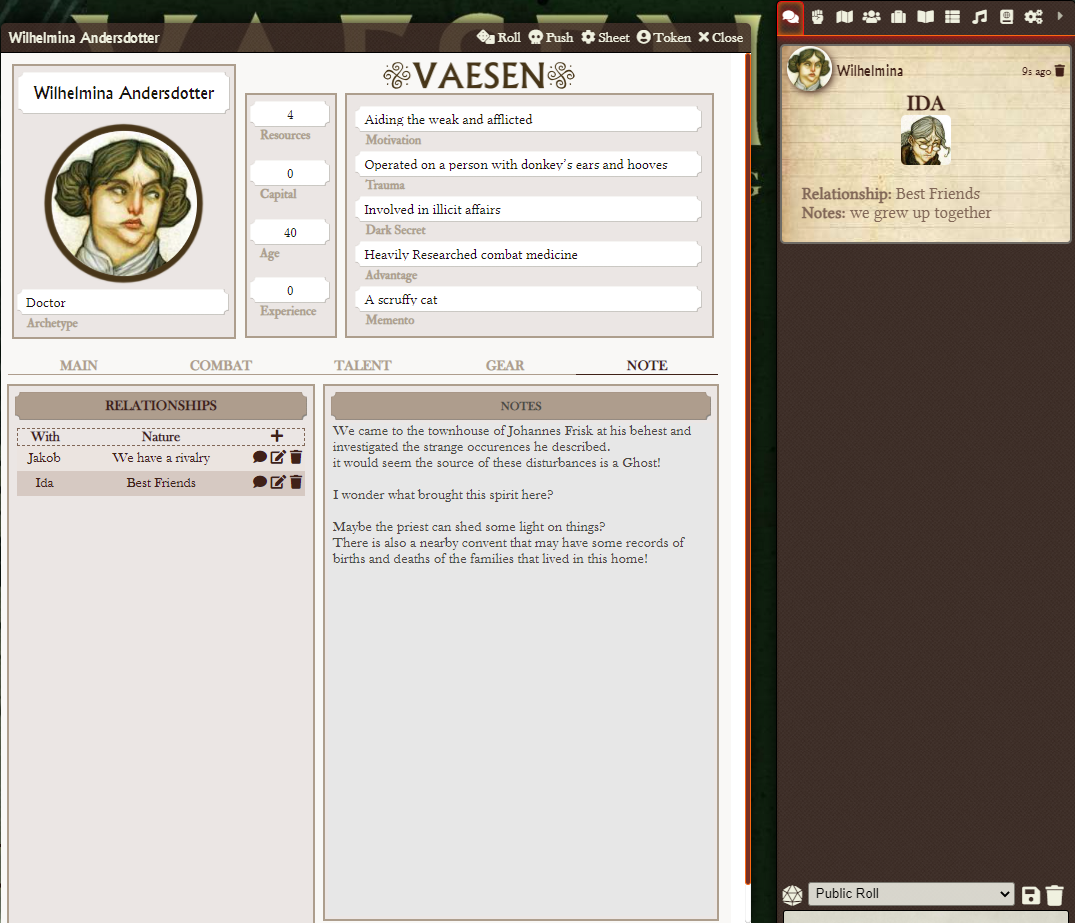 Wilhelmina Andersdotter
Roll Push Sheet Token Close
Wilhelmina Andersdotter
VAESEN
4
Resources
0
Capital
40
Age
0
Experience
Aiding the weak and afflicted
Motivation
Operated on a person with donkey's ears and hooves
Trauma
Involved in illicit affairs
Dark Secret
Heavily Researched combat medicine
Advantage
A scruffy cat
Memento
Doctor
Archetype
MAIN COMBAT TALENT GEAR NOTE
RELATIONSHIPS
With Nature
Jakob We have a rivalry
Ida Best Friends
NOTES
We came to the townhouse of Johannes Frisk at his behest and
investigated the strange occurences he described.
it would seem the source of these disturbances is a Ghost!
I wonder what brought this spirit here?
Maybe the priest can shed some light on things?
There is also a nearby convent that may have some records of
births and deaths of the families that lived in this home!
Wilhelmina 9s ago
IDA
Relationship: Best Friends
Notes: we grew up together
Public Roll